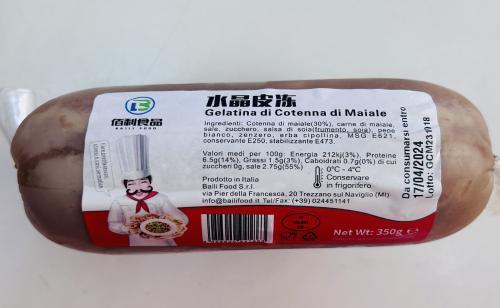 佰利食品
BAILI FOOD
水晶皮冻
Gelatina di Cotenna di Maiale
Ingredienti: Cotenna di maiale(30%), carne di maiale,
sale, zucchero, salsa di soia(frumento, soia), pepe
bianco, zenzero, erba cipollina, MSG E621,
conservante E250, stabilizzante E473.
Valori medi per 100g: Energia 212kj(3%), Proteine
6.5g(14%), Grassi 1.5g(3%), Caboidrati 0.7g(0%) di cui
zuccheri 0g, sale 2.75g(55%)
Prodotto in Italia
Baili Food S.r.l.
via Pier della Francesca, 20 Trezzano sul Naviglio (MI)
info@bailifood.it Tel/Fax: (+39) 024451141
0°C - 4°C
Conservare
in frigorifero
Da consumarsi entro
17/04/2024
Lotto: GCM231018
Net Wt: 350g e